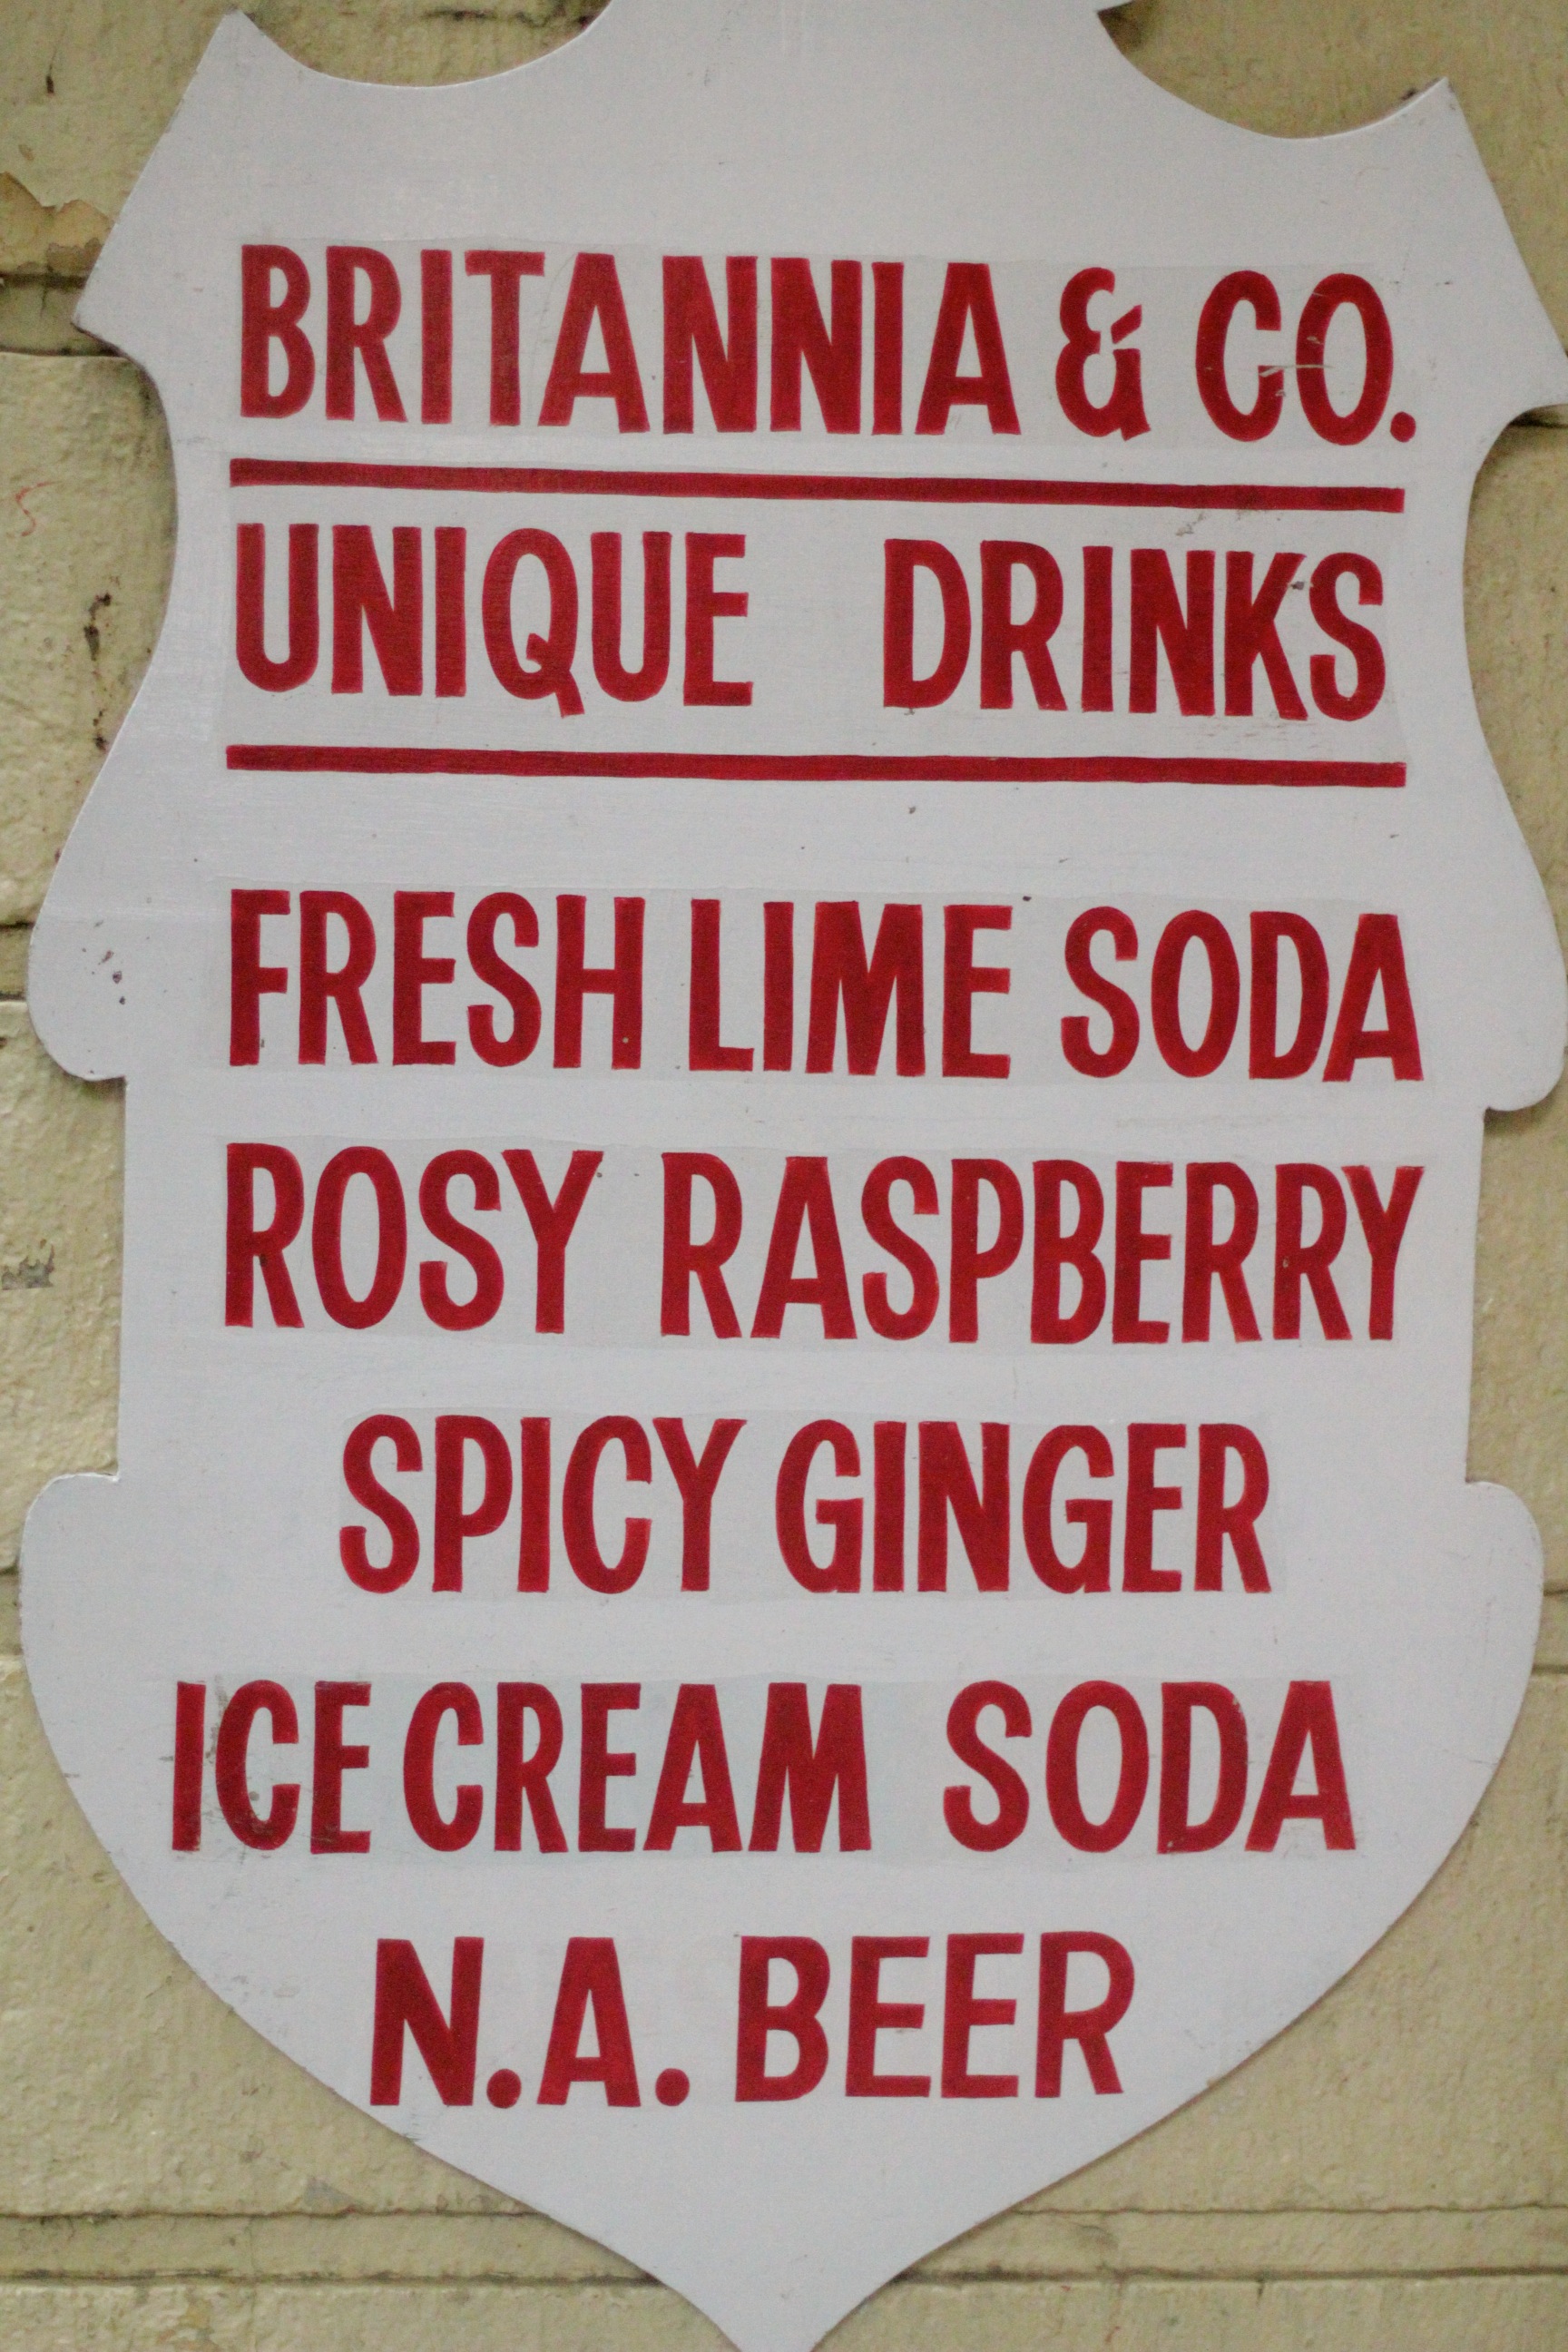 BRITANNIA & CO.
UNIQUE DRINKS
FRESH LIME SODA
ROSY RASPBERRY
SPICY GINGER
ICE CREAM SODA
N.A. BEER